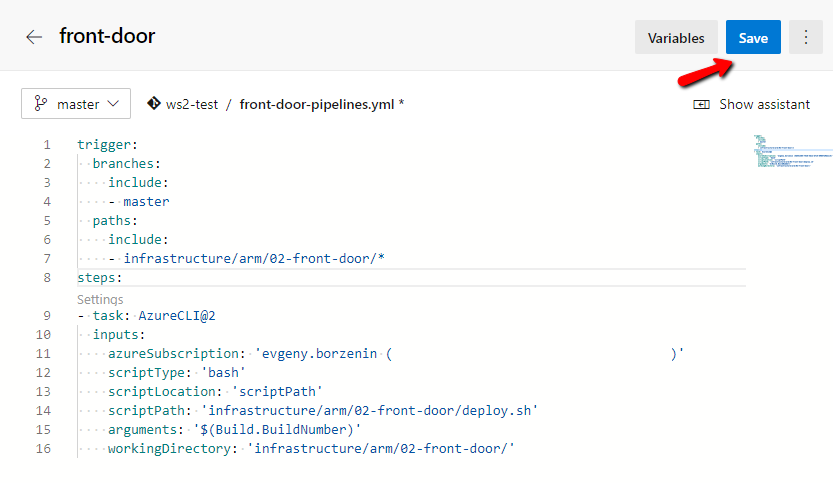 front-door
Variables
Save
master
ws2-test / front-door-pipelines.yml *
Show assistant
1 trigger:
2 branches:
3 include:
4 - master
5 paths:
6 include:
7 - infrastructure/arm/02-front-door/*
8 steps:
Settings
9 - task: AzureCLI@2
10 inputs:
11 azureSubscription: 'evgeny.borzenin ( )'
12 scriptType: 'bash'
13 scriptLocation: 'scriptPath'
14 scriptPath: 'infrastructure/arm/02-front-door/deploy.sh'
15 arguments: '$(Build.BuildNumber)'
16 workingDirectory: 'infrastructure/arm/02-front-door/'